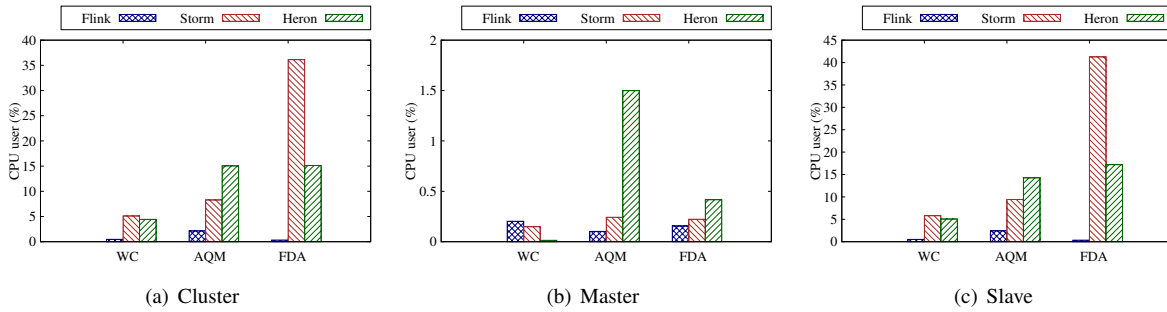 Flink Storm Heron
40
35
30
25
20
15
10
5
0
CPU user (%)
WC AQM FDA
(a) Cluster
Flink Storm Heron
2
1.5
1
0.5
0
CPU user (%)
WC AQM FDA
(b) Master
Flink Storm Heron
45
40
35
30
25
20
15
10
5
0
CPU user (%)
WC AQM FDA
(c) Slave